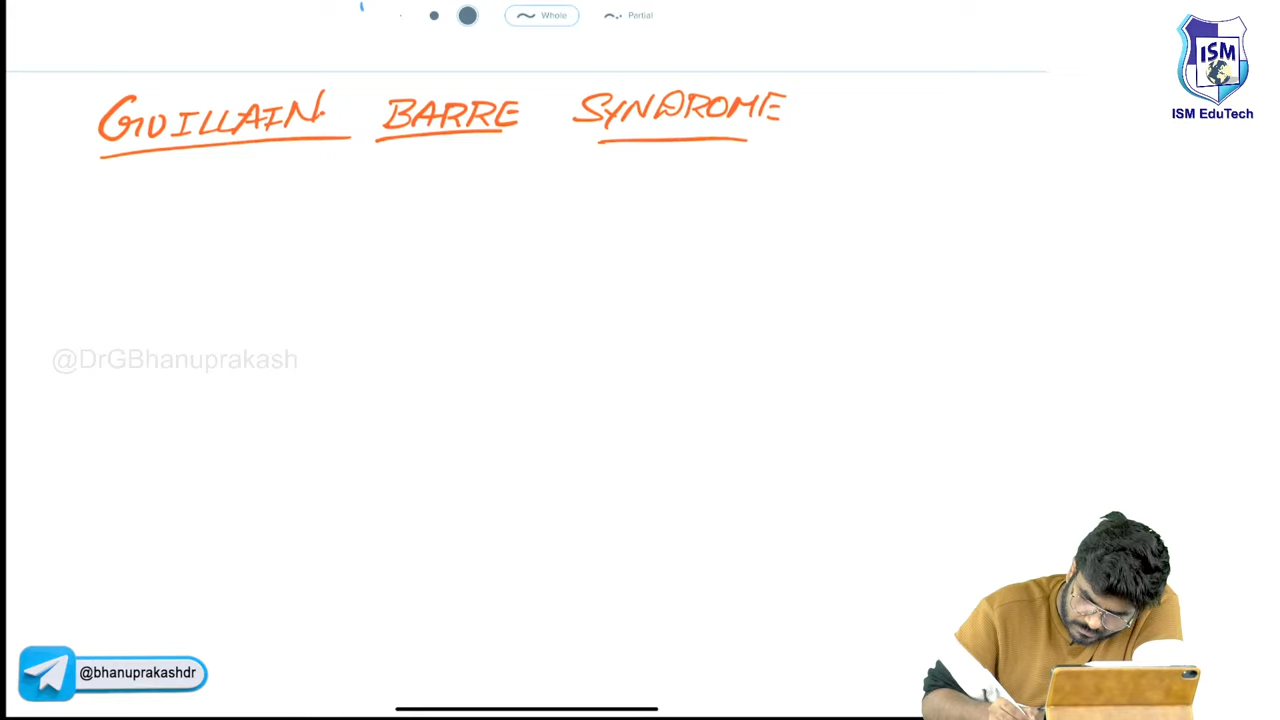 Whole Partial
ISM
ISM EduTech
GUILLAIN BARRE SYNDROME
@DrGBhanuprakash
@bhanuprakashdr